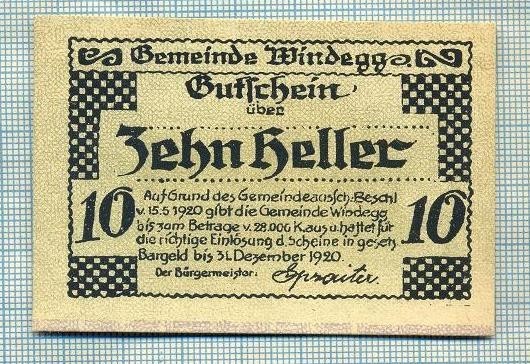 Gemeinde Windegg
Gutschein
über
Zehn Heller
10 10
Auf Grund des Gemeindeaussch: Beschl
v. 15.5 1920 gibt die Gemeinde Windegg
bis zum Betrage v. 28.000 K aus u. haftet für
die richtige Einlösung d. Scheine in gesetz
Bargeld bis 31. Dezember 1920.
Der Bürgermeister: